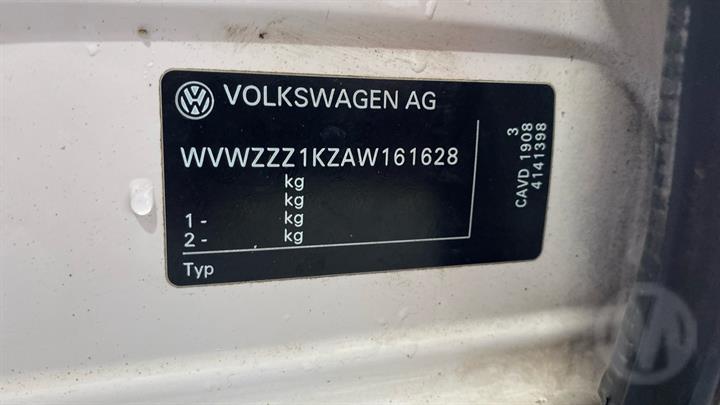 VOLKSWAGEN AG
WVWZZZ1KZAW161628
kg
kg
1 - kg
2 - kg
Typ
3
CAVD 1908
4141398